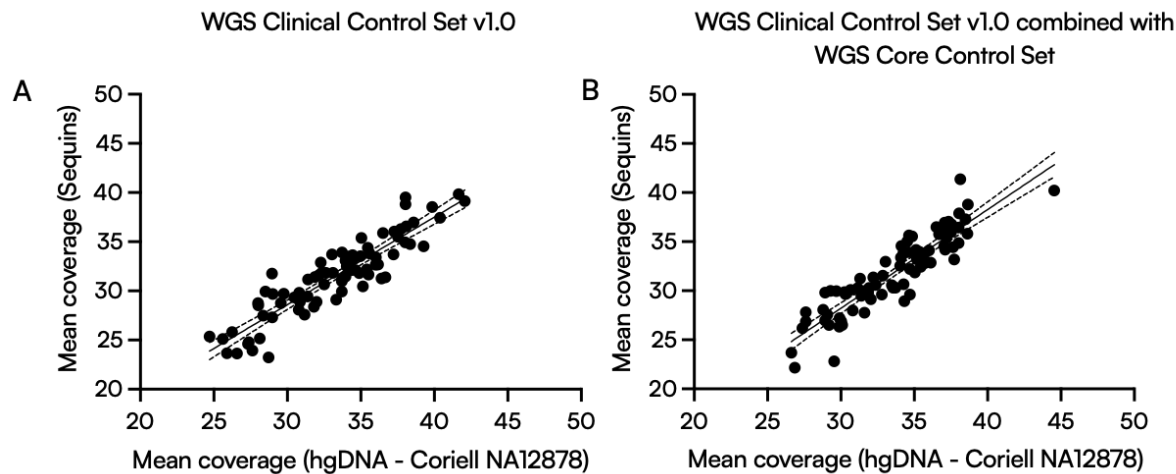 WGS Clinical Control Set v1.0
WGS Clinical Control Set v1.0 combined with
WGS Core Control Set
A
50
45
40
35
30
25
20
Mean coverage (Sequins)
20 25 30 35 40 45 50
Mean coverage (hgDNA - Coriell NA12878)
B
50
45
40
35
30
25
20
Mean coverage (Sequins)
20 25 30 35 40 45 50
Mean coverage (hgDNA - Coriell NA12878)